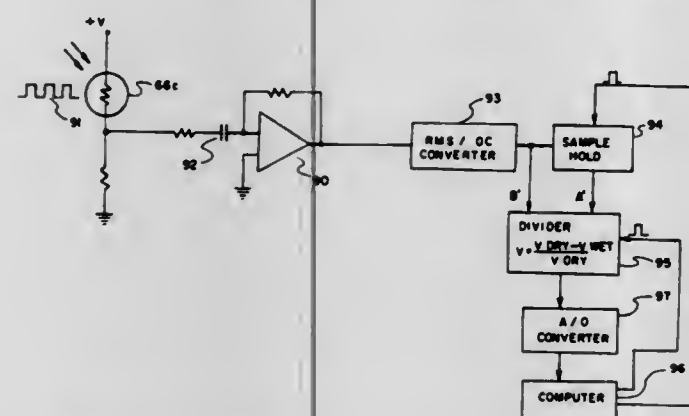 +V
66c
91
92
90
93
RMS / DC
CONVERTER
94
SAMPLE
HOLD
B'
A'
DIVIDER
V = V DRY - V WET
V DRY
95
97
A/D
CONVERTER
96
COMPUTER